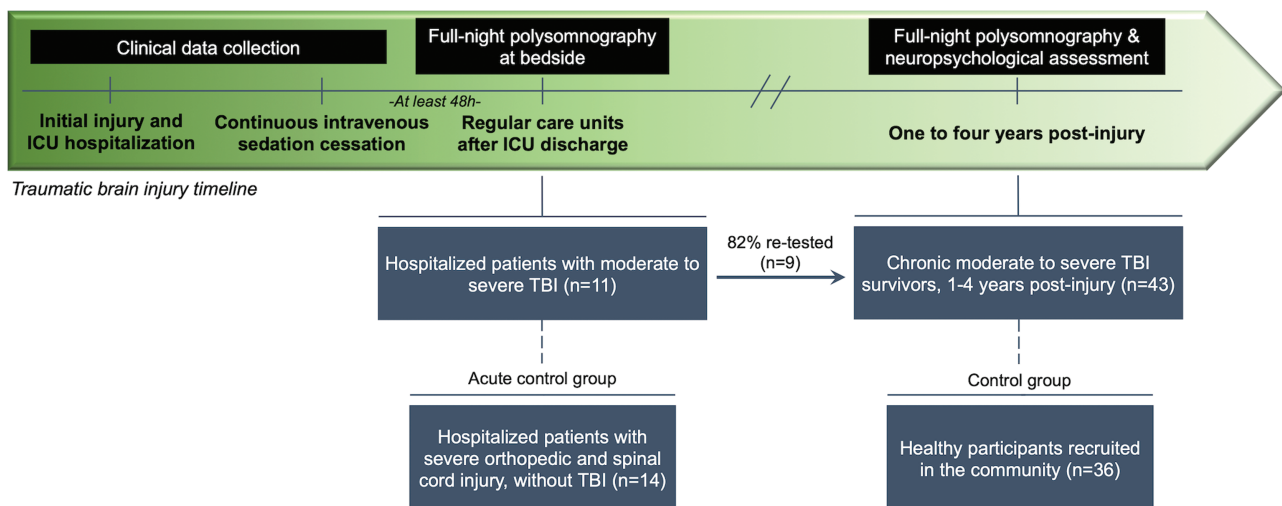 Clinical data collection
Full-night polysomnography
at bedside
Full-night polysomnography &
neuropsychological assessment
-At least 48h-
Initial injury and
ICU hospitalization
Continuous intravenous
sedation cessation
Regular care units
after ICU discharge
One to four years post-injury
Traumatic brain injury timeline
Hospitalized patients with moderate to
severe TBI (n=11)
82% re-tested
(n=9)
Chronic moderate to severe TBI
survivors, 1-4 years post-injury (n=43)
Acute control group
Control group
Hospitalized patients with
severe orthopedic and spinal
cord injury, without TBI (n=14)
Healthy participants recruited
in the community (n=36)